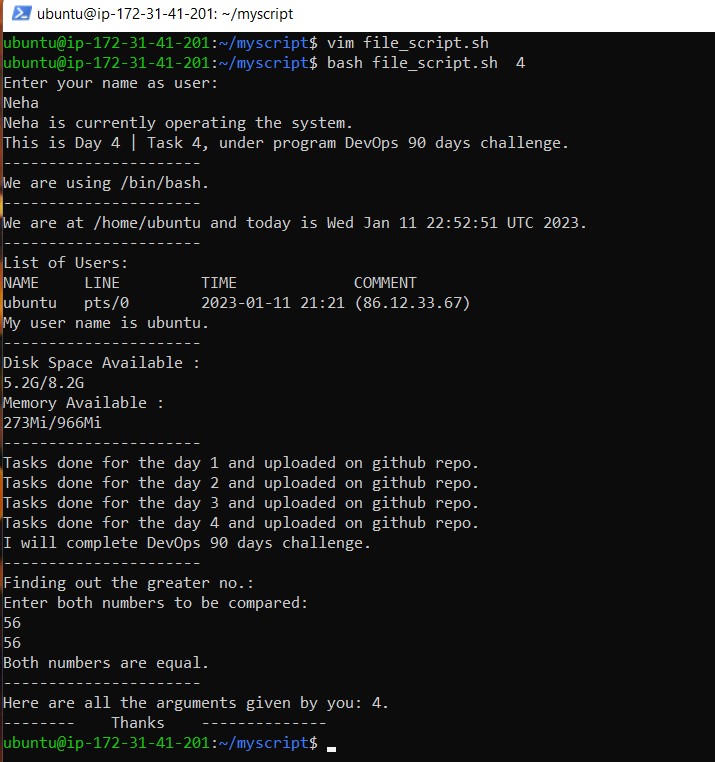 ubuntu@ip-172-31-41-201: ~/myscript
ubuntu@ip-172-31-41-201:~/myscript$ vim file_script.sh
ubuntu@ip-172-31-41-201:~/myscript$ bash file_script.sh  4
Enter your name as user:
Neha
Neha is currently operating the system.
This is Day 4 | Task 4, under program DevOps 90 days challenge.
----------------------
We are using /bin/bash.
----------------------
We are at /home/ubuntu and today is Wed Jan 11 22:52:51 UTC 2023.
----------------------
List of Users:
NAME     LINE         TIME             COMMENT
ubuntu   pts/0        2023-01-11 21:21 (86.12.33.67)
My user name is ubuntu.
----------------------
Disk Space Available :
5.2G/8.2G
Memory Available :
273Mi/966Mi
----------------------
Tasks done for the day 1 and uploaded on github repo.
Tasks done for the day 2 and uploaded on github repo.
Tasks done for the day 3 and uploaded on github repo.
Tasks done for the day 4 and uploaded on github repo.
I will complete DevOps 90 days challenge.
----------------------
Finding out the greater no.:
Enter both numbers to be compared:
56
56
Both numbers are equal.
----------------------
Here are all the arguments given by you: 4.
--------    Thanks    --------------
ubuntu@ip-172-31-41-201:~/myscript$